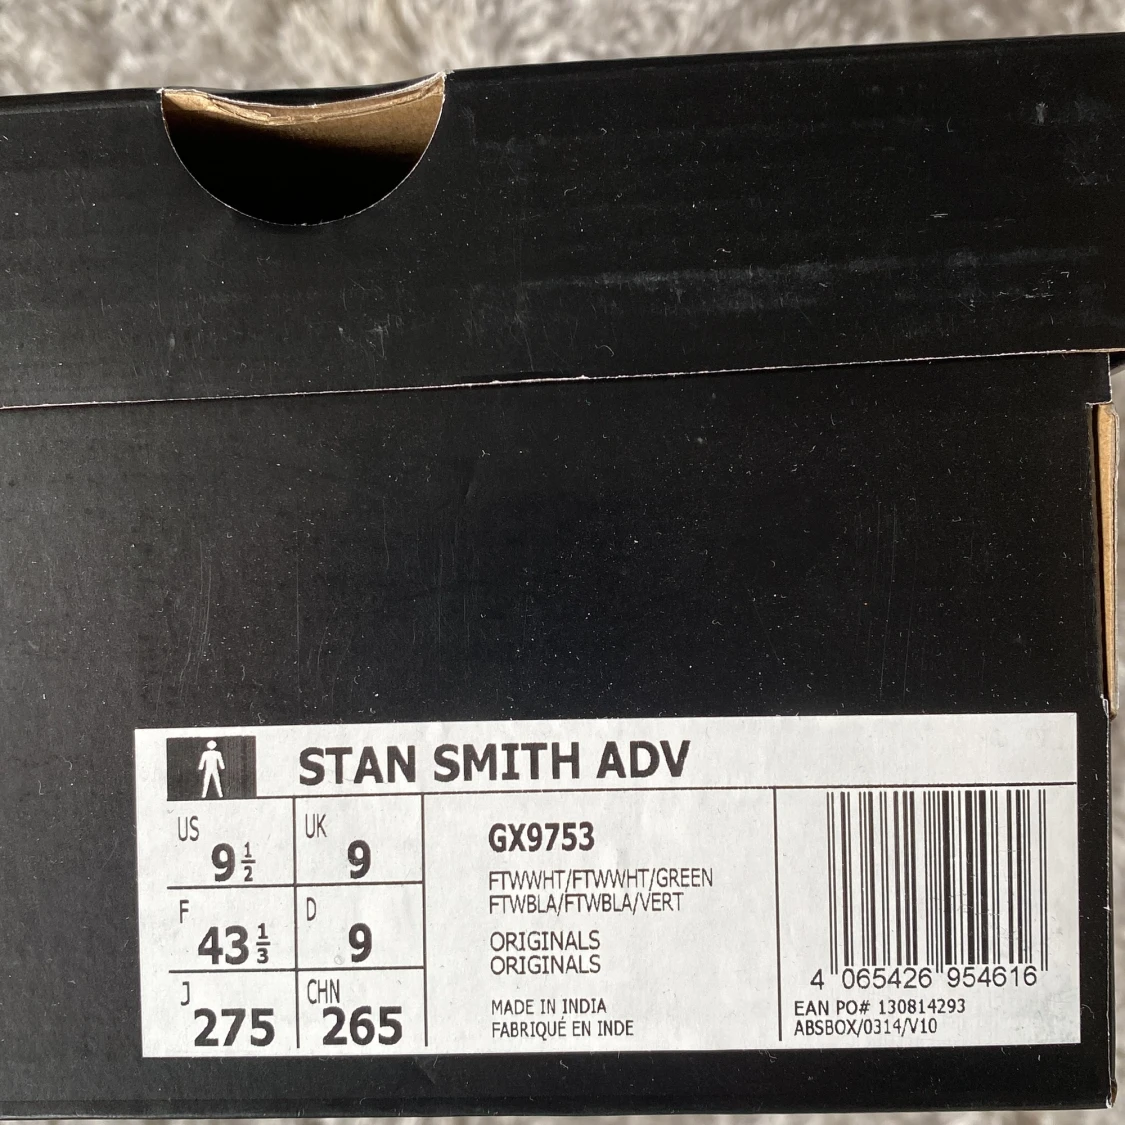 STAN SMITH ADV
US 9 1/2 UK 9
F 43 1/3 D 9
J 275 CHN 265
GX9753
FTWWHT/FTWWHT/GREEN
FTWBLA/FTWBLA/VERT
ORIGINALS
ORIGINALS
MADE IN INDIA
FABRIQUÉ EN INDE
4 065426 954616
EAN PO# 130814293
ABSBOX/0314/V10